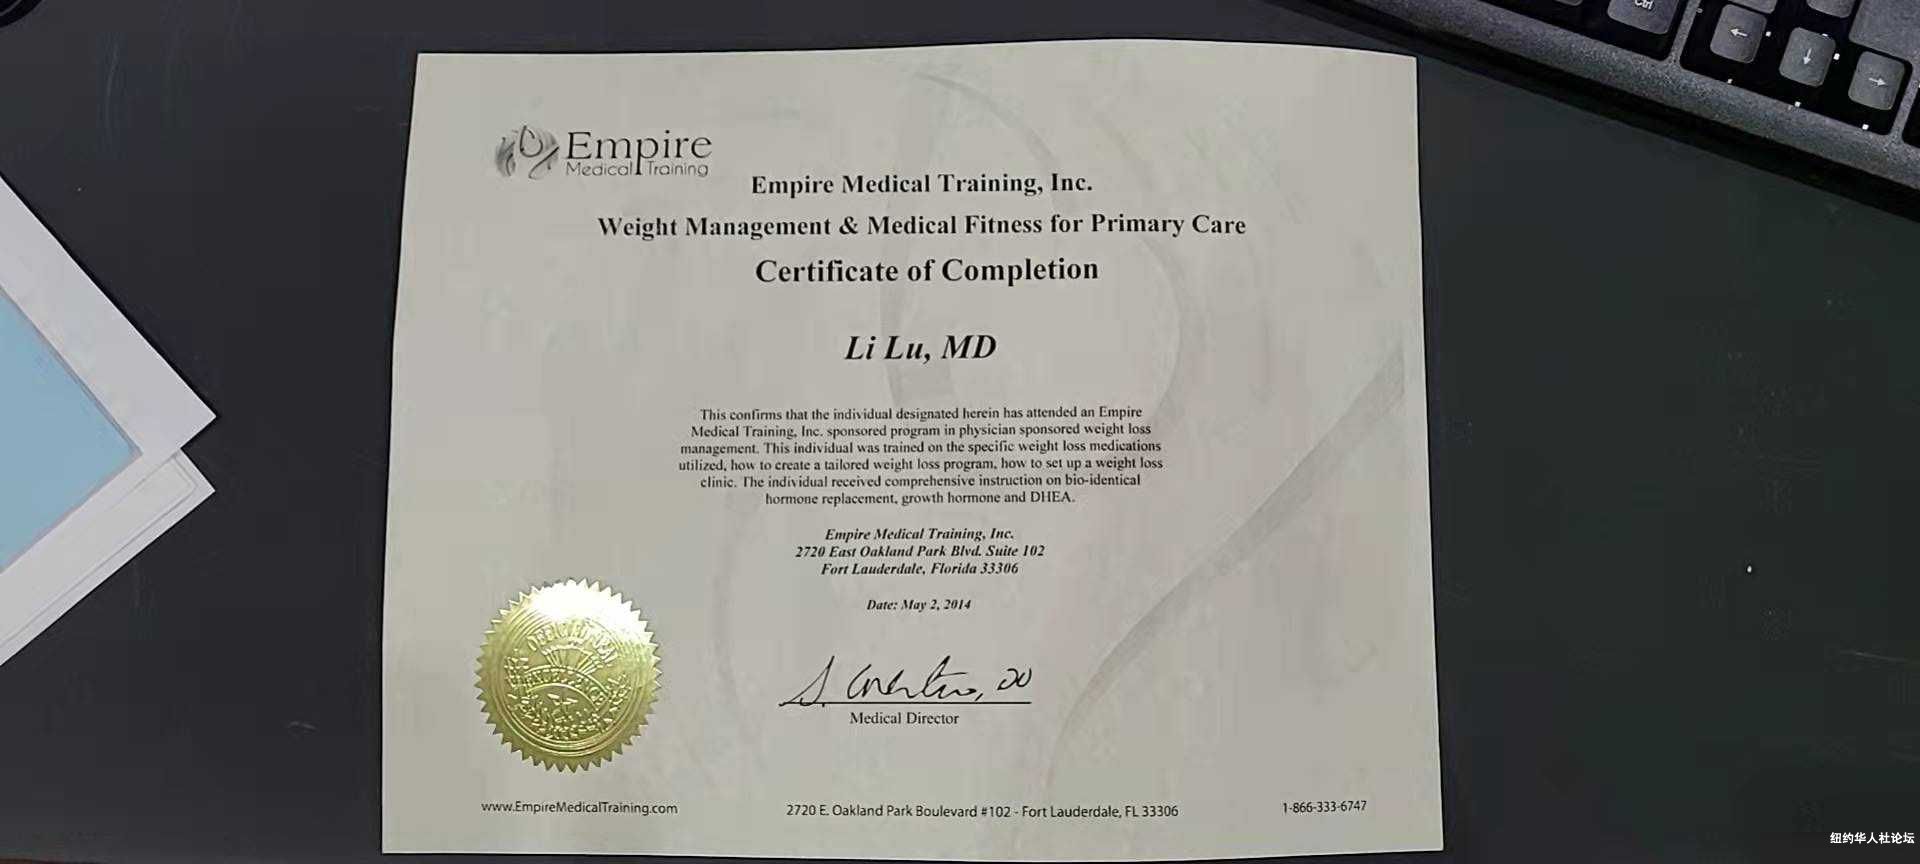 Ctrl
Empire
Medical Training
Empire Medical Training, Inc.
Weight Management & Medical Fitness for Primary Care
Certificate of Completion
Li Lu, MD
This confirms that the individual designated herein has attended an Empire
Medical Training, Inc. sponsored program in physician sponsored weight loss
management. This individual was trained on the specific weight loss medications
utilized, how to create a tailored weight loss program, how to set up a weight loss
clinic. The individual received comprehensive instruction on bio-identical
hormone replacement, growth hormone and DHEA.
Empire Medical Training, Inc.
2720 East Oakland Park Blvd. Suite 102
Fort Lauderdale, Florida 33306
Date: May 2, 2014
Medical Director
EXCELLENCE
www.EmpireMedicalTraining.com
2720 E. Oakland Park Boulevard #102 - Fort Lauderdale, FL 33306
1-866-333-6747
纽约华人社论坛